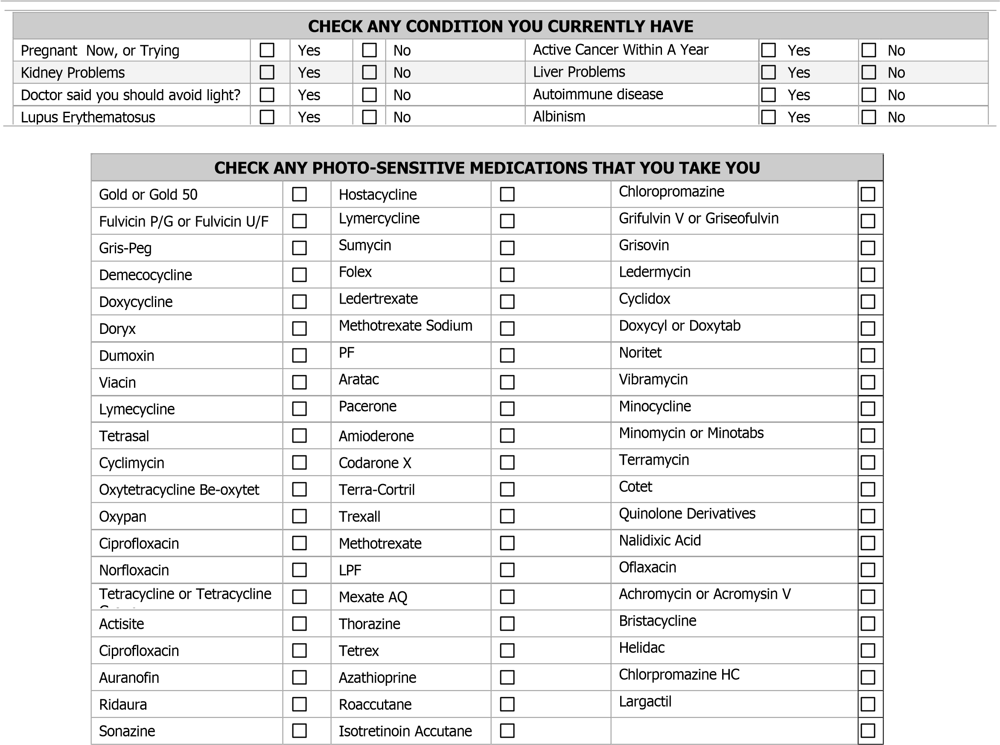 CHECK ANY CONDITION YOU CURRENTLY HAVE
Pregnant  Now, or Trying ☐ Yes ☐ No Active Cancer Within A Year ☐ Yes ☐ No
Kidney Problems ☐ Yes ☐ No Liver Problems ☐ Yes ☐ No
Doctor said you should avoid light? ☐ Yes ☐ No Autoimmune disease ☐ Yes ☐ No
Lupus Erythematosus ☐ Yes ☐ No Albinism ☐ Yes ☐ No
CHECK ANY PHOTO-SENSITIVE MEDICATIONS THAT YOU TAKE YOU
Gold or Gold 50 ☐ Hostacycline ☐ Chloropromazine ☐
Fulvicin P/G or Fulvicin U/F ☐ Lymercycline ☐ Grifulvin V or Griseofulvin ☐
Gris-Peg ☐ Sumycin ☐ Grisovin ☐
Demecocycline ☐ Folex ☐ Ledermycin ☐
Doxycycline ☐ Ledertrexate ☐ Cyclidox ☐
Doryx ☐ Methotrexate Sodium ☐ Doxycyl or Doxytab ☐
Dumoxin ☐ PF ☐ Noritet ☐
Viacin ☐ Aratac ☐ Vibramycin ☐
Lymecycline ☐ Pacerone ☐ Minocycline ☐
Tetrasal ☐ Amioderone ☐ Minomycin or Minotabs ☐
Cyclimycin ☐ Codarone X ☐ Terramycin ☐
Oxytetracycline Be-oxytet ☐ Terra-Cortril ☐ Cotet ☐
Oxypan ☐ Trexall ☐ Quinolone Derivatives ☐
Ciprofloxacin ☐ Methotrexate ☐ Nalidixic Acid ☐
Norfloxacin ☐ LPF ☐ Oflaxacin ☐
Tetracycline or Tetracycline ☐ Mexate AQ ☐ Achromycin or Acromysin V ☐
Actisite ☐ Thorazine ☐ Bristacycline ☐
Ciprofloxacin ☐ Tetrex ☐ Helidac ☐
Auranofin ☐ Azathioprine ☐ Chlorpromazine HC ☐
Ridaura ☐ Roaccutane ☐ Largactil ☐
Sonazine ☐ Isotretinoin Accutane ☐ ☐